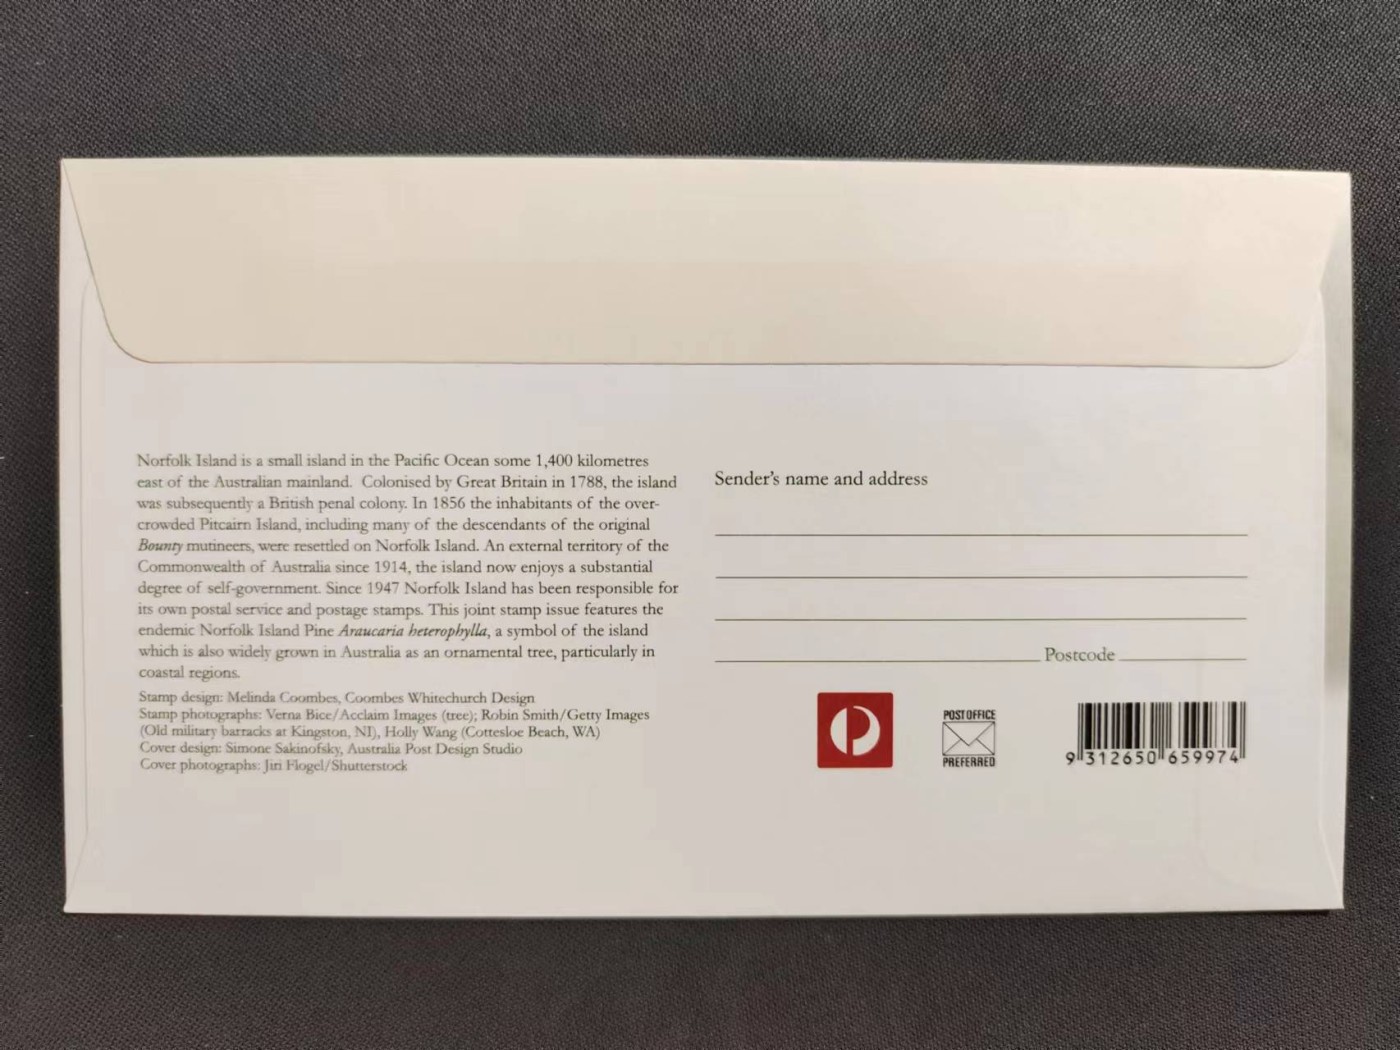 Norfolk Island is a small island in the Pacific Ocean some 1,400 kilometres
east of the Australian mainland.  Colonised by Great Britain in 1788, the island
was subsequently a British penal colony. In 1856 the inhabitants of the over-
crowded Pitcairn Island, including many of the descendants of the original
Bounty mutineers, were resettled on Norfolk Island. An external territory of the
Commonwealth of Australia since 1914, the island now enjoys a substantial
degree of self-government. Since 1947 Norfolk Island has been responsible for
its own postal service and postage stamps. This joint stamp issue features the
endemic Norfolk Island Pine Araucaria heterophylla, a symbol of the island
which is also widely grown in Australia as an ornamental tree, particularly in
coastal regions.
Stamp design: Melinda Coombes, Coombes Whitechurch Design
Stamp photographs: Verna Bice/Acclaim Images (tree); Robin Smith/Getty Images
(Old military barracks at Kingston, NI), Holly Wang (Cottesloe Beach, WA)
Cover design: Simone Sakinofsky, Australia Post Design Studio
Cover photographs: Jiri Flogel/Shutterstock
Sender's name and address
Postcode
POST OFFICE
PREFERRED
9 312650 659974